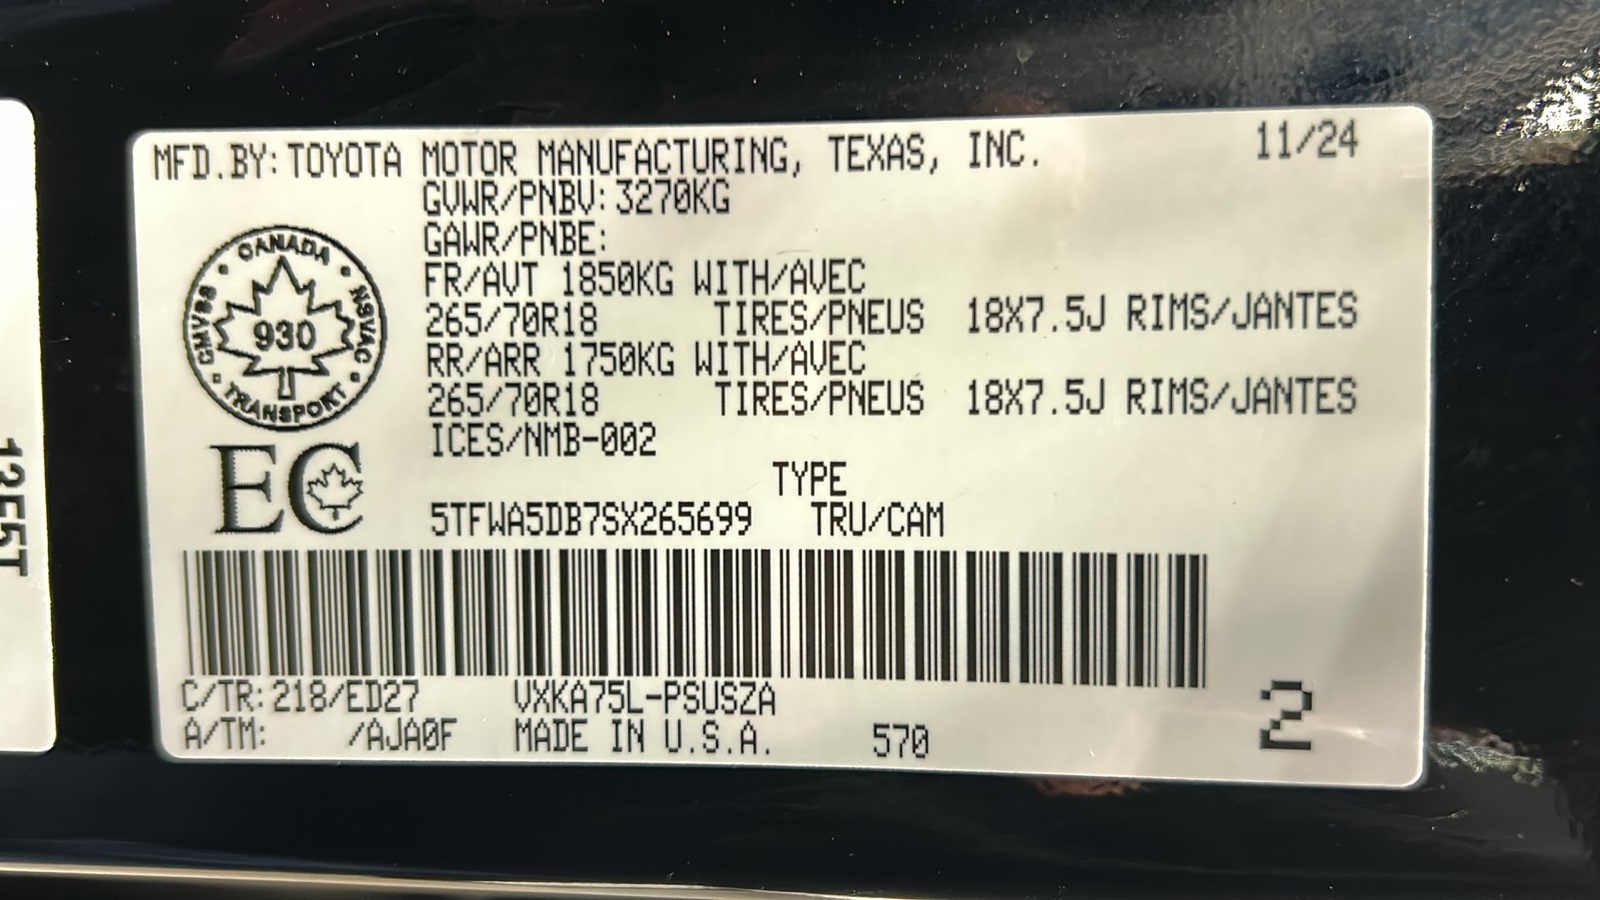 MFD.BY: TOYOTA MOTOR MANUFACTURING, TEXAS, INC. 11/24
GVWR/PNBV: 3270KG
GAWR/PNBE:
FR/AVT 1850KG WITH/AVEC
265/70R18 TIRES/PNEUS 18X7.5J RIMS/JANTES
RR/ARR 1750KG WITH/AVEC
265/70R18 TIRES/PNEUS 18X7.5J RIMS/JANTES
ICES/NMB-002
CANADA
CMVSS NSVAC
930
TRANSPORT
EC
TYPE
5TFWA5DB7SX265699 TRU/CAM
C/TR: 218/ED27 VXKA75L-PSUSZA
A/TM: /AJA0F MADE IN U.S.A. 570
2